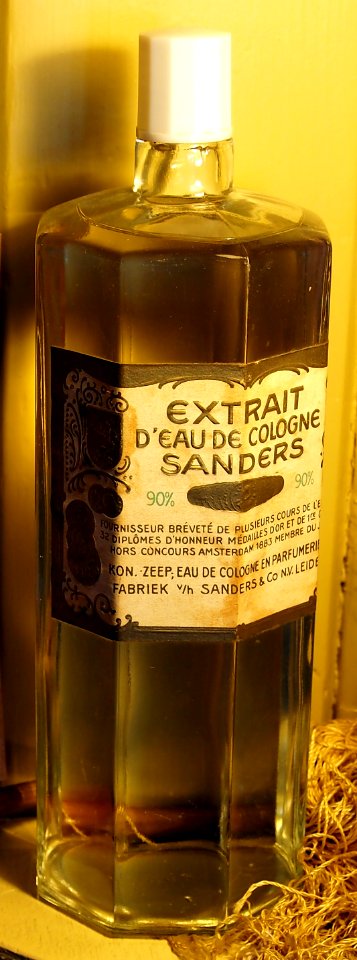 EXTRAIT
D'EAU DE COLOGNE
SANDERS
90% 90%
FOURNISSEUR BRÉVETÉ DE PLUSIEURS COURS DE L'E
32 DIPLÔMES D'HONNEUR MÉDAILLES D'OR ET DE 1RE
HORS CONCOURS AMSTERDAM 1883 MEMBRE DU J
KON. ZEEP, EAU DE COLOGNE EN PARFUMERIE
FABRIEK V/h SANDERS & Co N.V. LEIDE